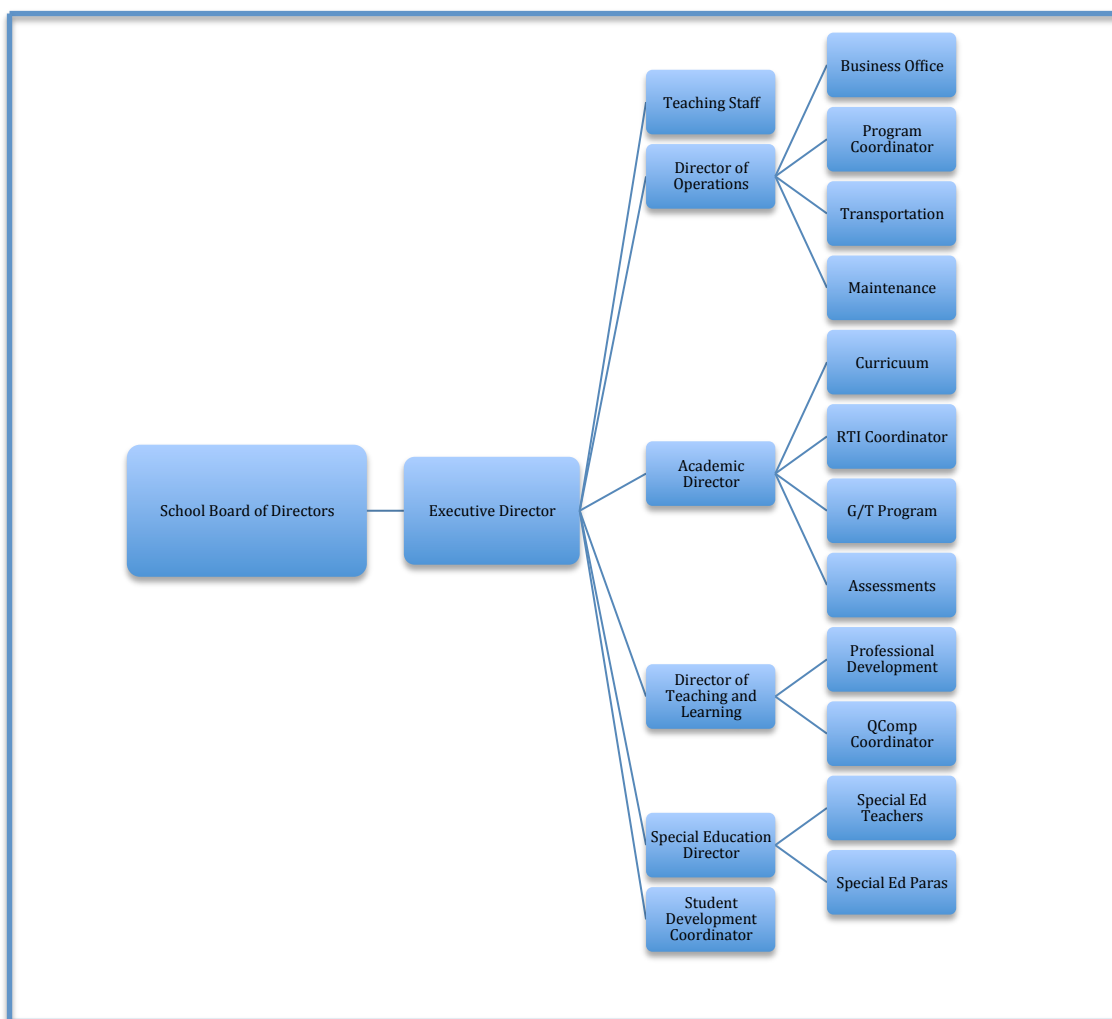 School Board of Directors
Executive Director
Teaching Staff
Director of
Operations
Business Office
Program
Coordinator
Transportation
Maintenance
Academic
Director
Curricuum
RTI Coordinator
G/T Program
Assessments
Director of
Teaching and
Learning
Professional
Development
QComp
Coordinator
Special Education
Director
Special Ed
Teachers
Special Ed Paras
Student
Development
Coordinator